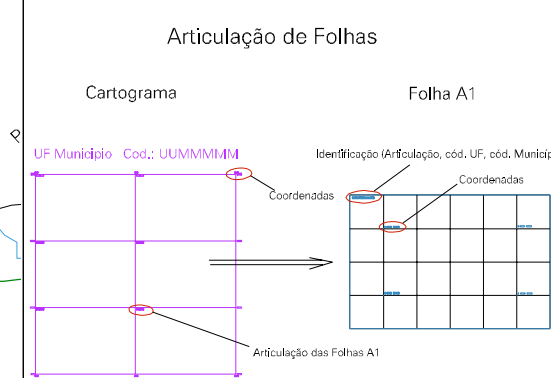 Articulação de Folhas
Cartograma
Folha A1
UF Municipio Cod.: UUMMMMM
Identificação (Articulação, cód. UF, cód. Municíp
Coordenadas
Coordenadas
Articulação das Folhas A1